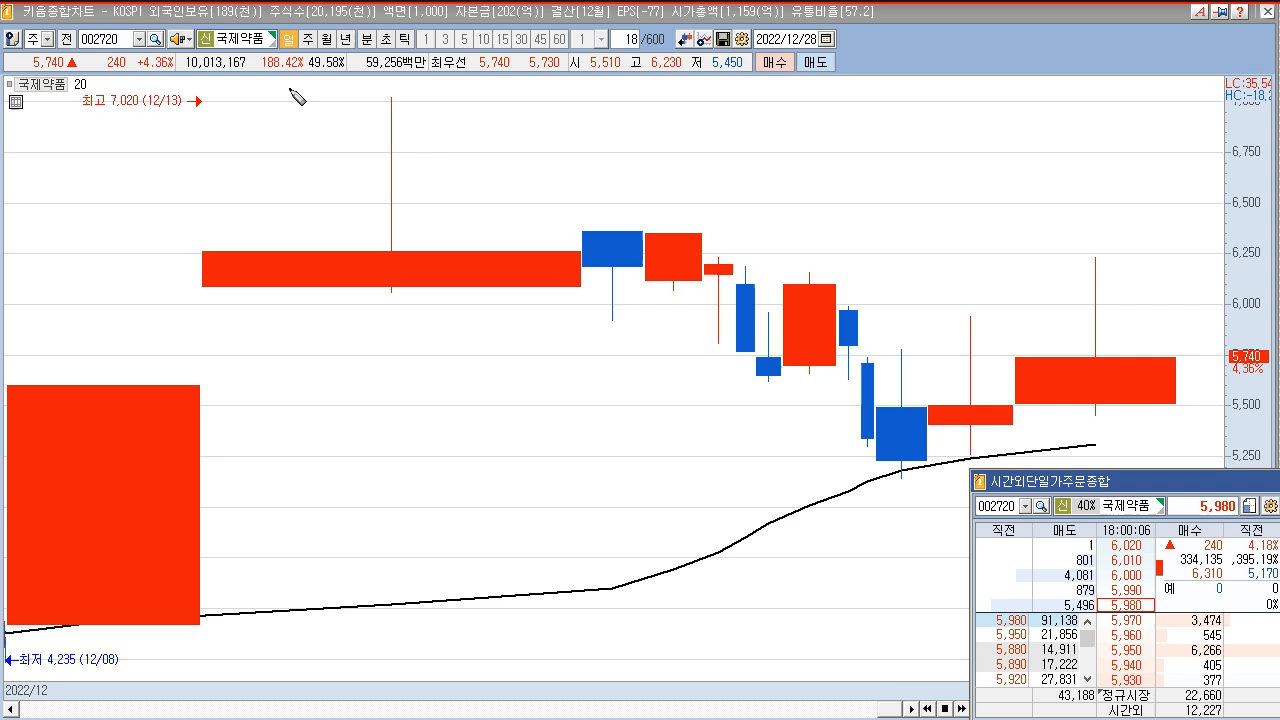 키움종합차트 - KOSPI 외국인보유[189(천)] 주식수[20,195(천)] 액면[1,000] 자본금[202(억)] 결산[12월] EPS[-77] 시가총액[1,159(억)] 유통비율[57.2]
주 전 002720 신 국제약품 일 주 월 년 분 초 틱 1 3 5 10 15 30 45 60 1 18 /600 2022/12/28
5,740 ▲ 240 +4.36% 10,013,167 188.42% 49.58% 59,256백만 최우선 5,740 5,730 시 5,510 고 6,230 저 5,450 매수 매도
국제약품 20
LC:35,54
HC:-18,2
최고 7,020 (12/13) →
6,750
6,500
6,250
6,000
5,740
4.36%
5,500
5,250
←최저 4,235 (12/08)
2022/12
시간외단일가주문종합
002720 신 40% 국제약품 5,980
직전 매도 18:00:06 매수 직전
1 6,020 ▲ 240 4.18%
801 6,010 334,135 ,395.19%
4,081 6,000 6,310 5,170
879 5,990 예 0 0
5,496 5,980 0%
5,980 91,138 5,970 3,474
5,950 21,856 5,960 545
5,880 14,911 5,950 6,266
5,890 17,222 5,940 405
5,920 27,831 5,930 377
43,188 정규시장 22,660
시간외 12,227